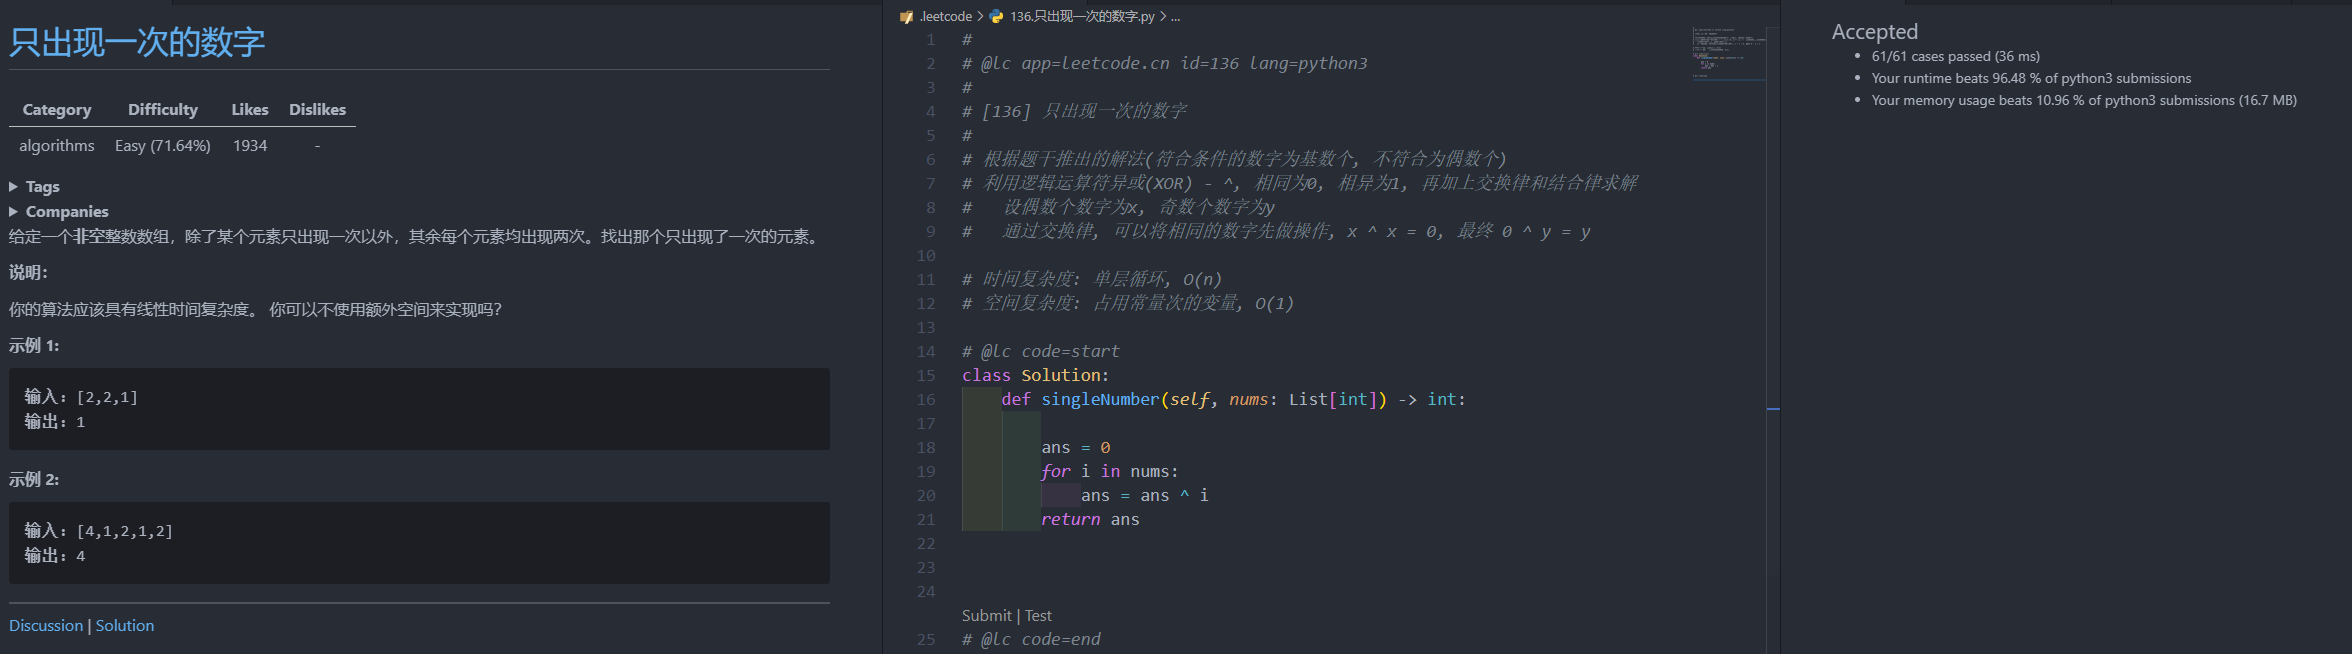 只出现一次的数字
Category Difficulty Likes Dislikes
algorithms Easy (71.64%) 1934 -
Tags
Companies
给定一个非空整数数组，除了某个元素只出现一次以外，其余每个元素均出现两次。找出那个只出现了一次的元素。
说明：
你的算法应该具有线性时间复杂度。 你可以不使用额外空间来实现吗？
示例 1:
输入：[2,2,1]
输出：1
示例 2:
输入：[4,1,2,1,2]
输出：4
Discussion | Solution
.leetcode > 136.只出现一次的数字.py > ...
1 #
2 # @lc app=leetcode.cn id=136 lang=python3
3 #
4 # [136] 只出现一次的数字
5 #
6 # 根据题干推出的解法(符合条件的数字为基数个, 不符合为偶数个)
7 # 利用逻辑运算符异或(XOR) - ^, 相同为0, 相异为1, 再加上交换律和结合律求解
8 #   设偶数个数字为x, 奇数个数字为y
9 #   通过交换律, 可以将相同的数字先做操作, x ^ x = 0, 最终 0 ^ y = y
10
11 # 时间复杂度: 单层循环, O(n)
12 # 空间复杂度: 占用常量次的变量, O(1)
13
14 # @lc code=start
15 class Solution:
16     def singleNumber(self, nums: List[int]) -> int:
17
18         ans = 0
19         for i in nums:
20             ans = ans ^ i
21         return ans
22
23
24
Submit | Test
25 # @lc code=end
Accepted
• 61/61 cases passed (36 ms)
• Your runtime beats 96.48 % of python3 submissions
• Your memory usage beats 10.96 % of python3 submissions (16.7 MB)